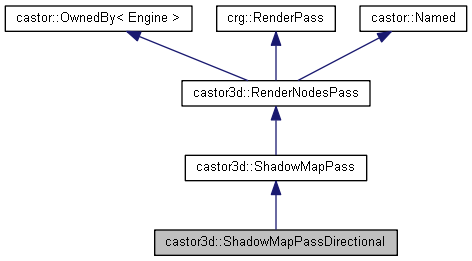 castor::OwnedBy< Engine >
crg::RenderPass
castor::Named
castor3d::RenderNodesPass
castor3d::ShadowMapPass
castor3d::ShadowMapPassDirectional